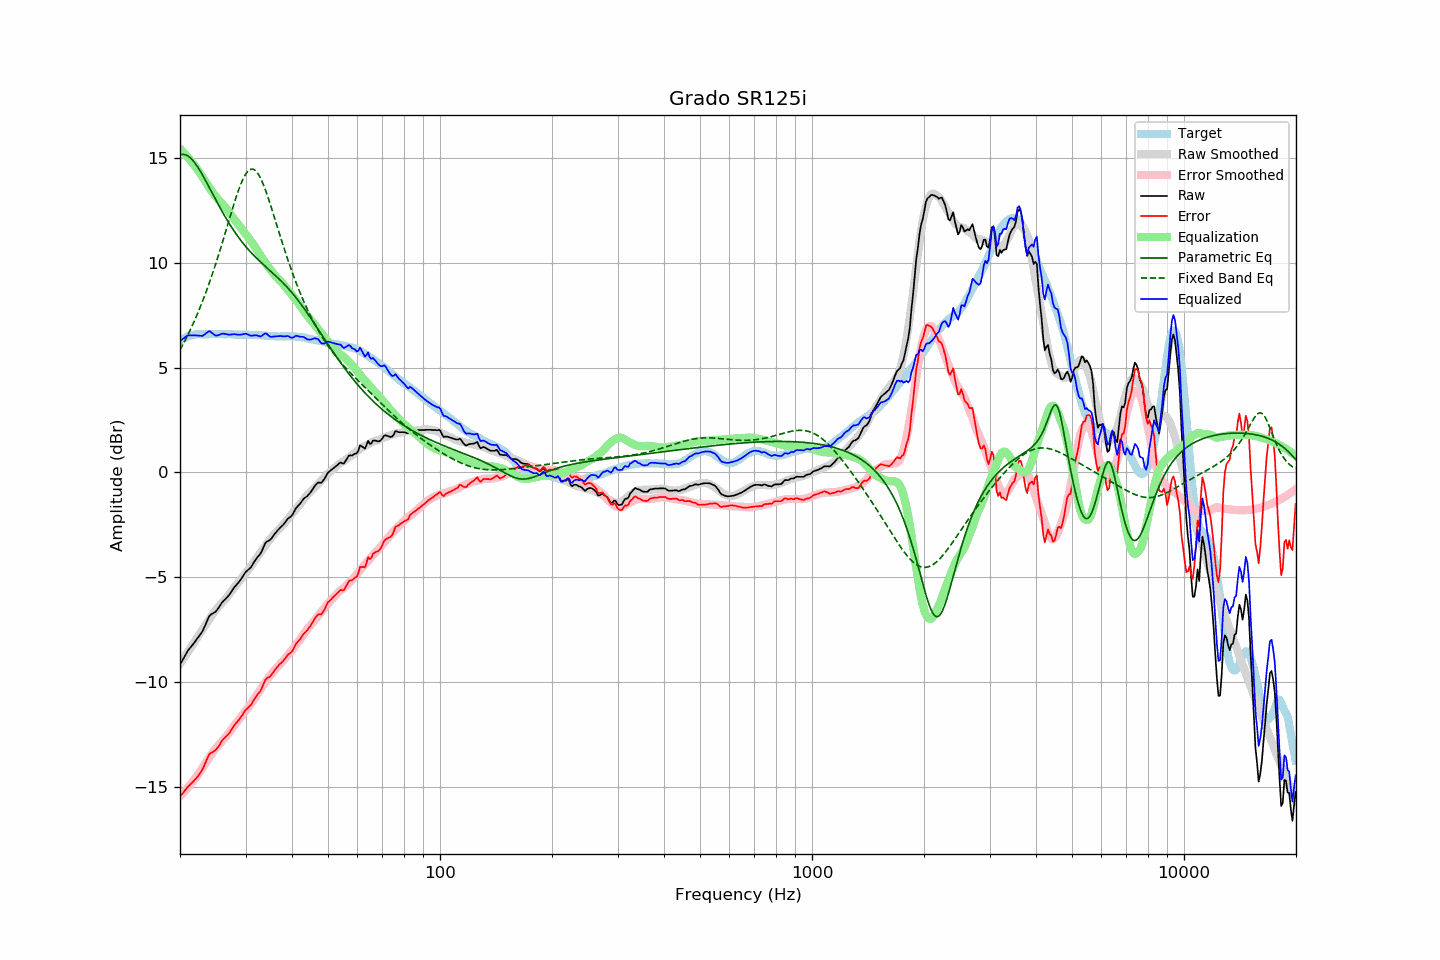 Grado SR125i
Target
Raw Smoothed
Error Smoothed
Raw
Error
Equalization
Parametric Eq
Fixed Band Eq
Equalized
15
10
5
0
−5
−10
−15
Amplitude (dBr)
100
1000
10000
Frequency (Hz)